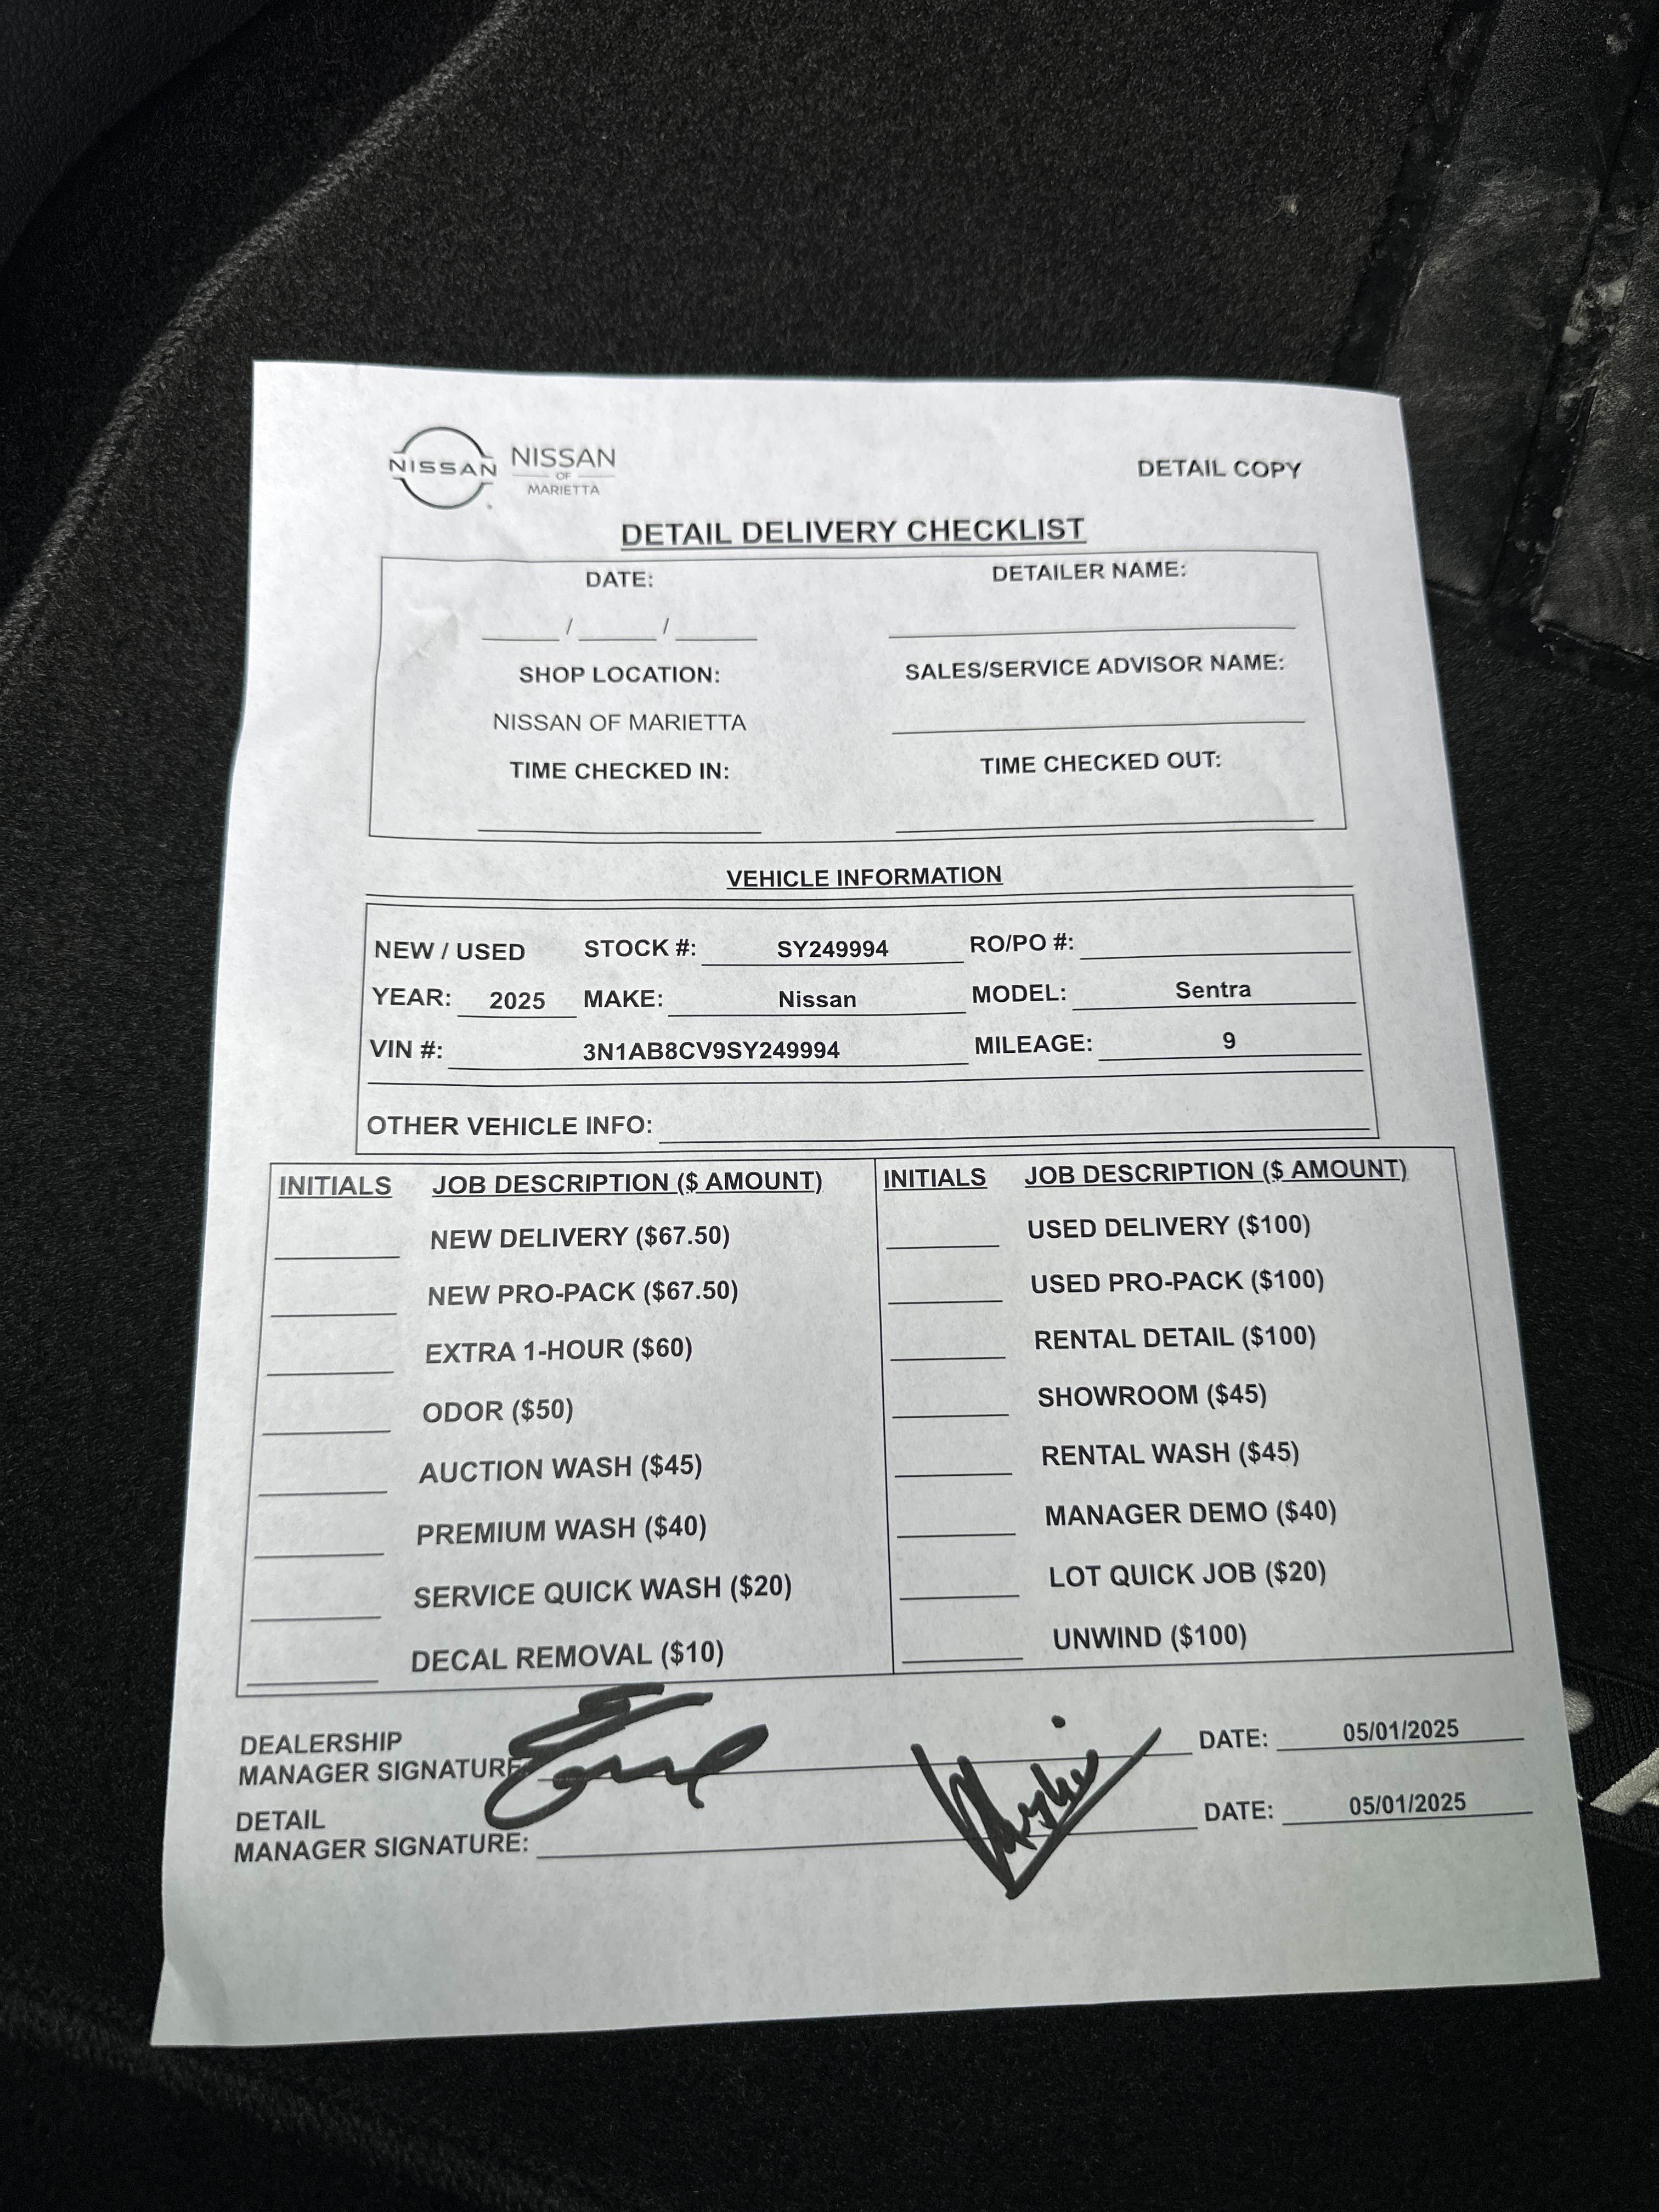 NISSAN NISSAN OF MARIETTA
DETAIL COPY
DETAIL DELIVERY CHECKLIST
DATE: DETAILER NAME:
____ / ____ / ____
SHOP LOCATION: SALES/SERVICE ADVISOR NAME:
NISSAN OF MARIETTA
TIME CHECKED IN: TIME CHECKED OUT:
VEHICLE INFORMATION
NEW / USED STOCK #: SY249994 RO/PO #:
YEAR: 2025 MAKE: Nissan MODEL: Sentra
VIN #: 3N1AB8CV9SY249994 MILEAGE: 9
OTHER VEHICLE INFO:
INITIALS JOB DESCRIPTION ($ AMOUNT) INITIALS JOB DESCRIPTION ($ AMOUNT)
NEW DELIVERY ($67.50) USED DELIVERY ($100)
NEW PRO-PACK ($67.50) USED PRO-PACK ($100)
EXTRA 1-HOUR ($60) RENTAL DETAIL ($100)
ODOR ($50) SHOWROOM ($45)
AUCTION WASH ($45) RENTAL WASH ($45)
PREMIUM WASH ($40) MANAGER DEMO ($40)
SERVICE QUICK WASH ($20) LOT QUICK JOB ($20)
DECAL REMOVAL ($10) UNWIND ($100)
DEALERSHIP
MANAGER SIGNATURE: DATE: 05/01/2025
DETAIL
MANAGER SIGNATURE: DATE: 05/01/2025